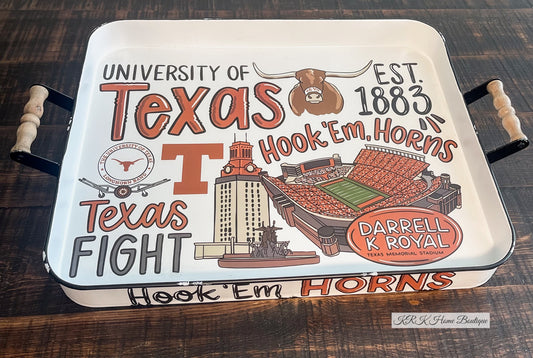 UNIVERSITY OF
Texas
EST.
1883
Hook 'Em, Horns
T
Texas
FIGHT
DARRELL
K ROYAL
TEXAS MEMORIAL STADIUM
Hook 'Em HORNS
KRK Home Boutique